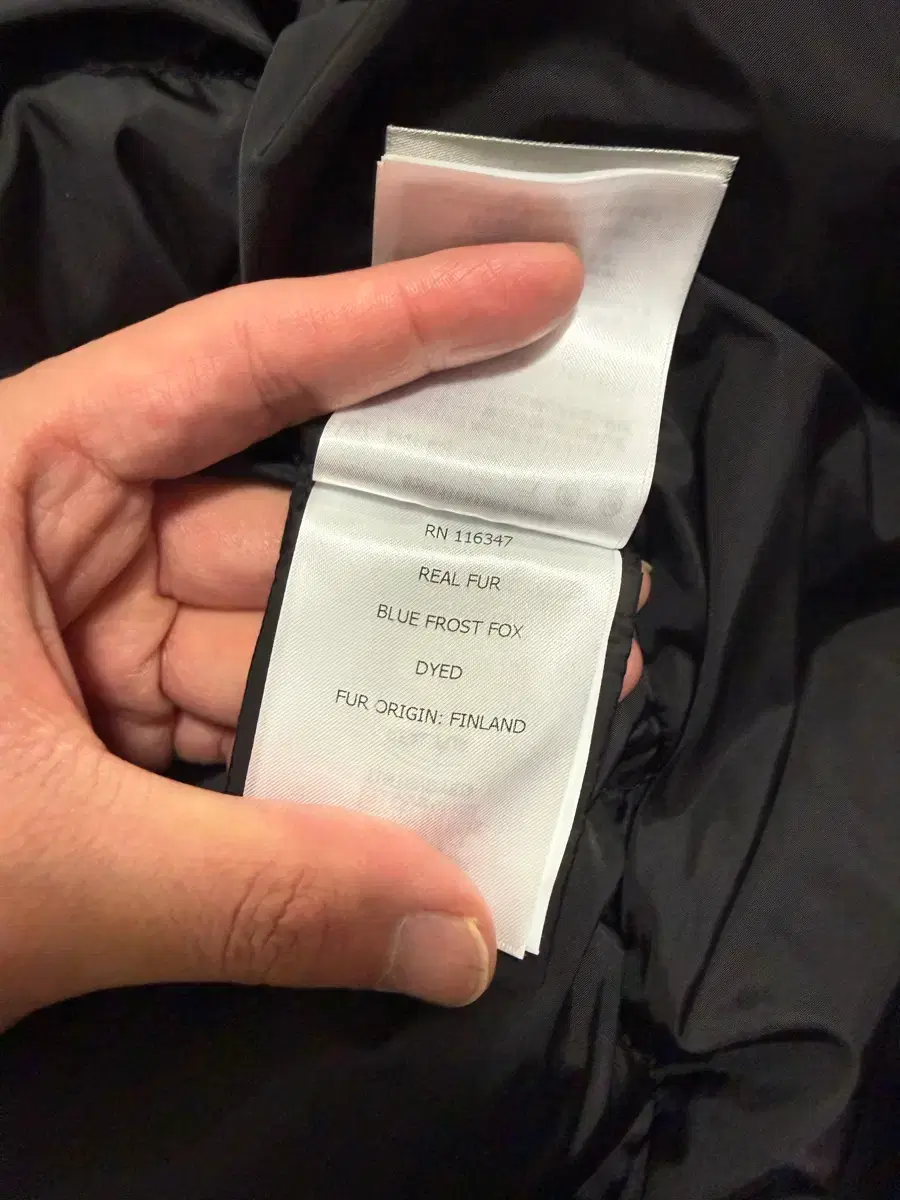 RN 116347
REAL FUR
BLUE FROST FOX
DYED
FUR ORIGIN: FINLAND